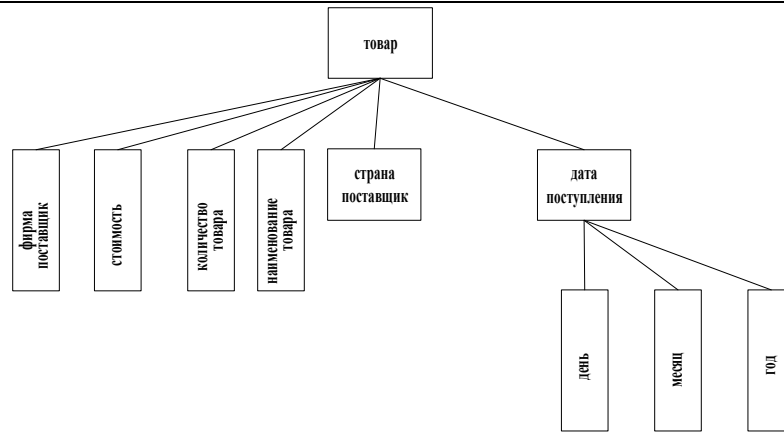 товар
фирма
поставщик
стоимость
количество
товара
наименование
товара
страна
поставщик
дата
поступления
день
месяц
год